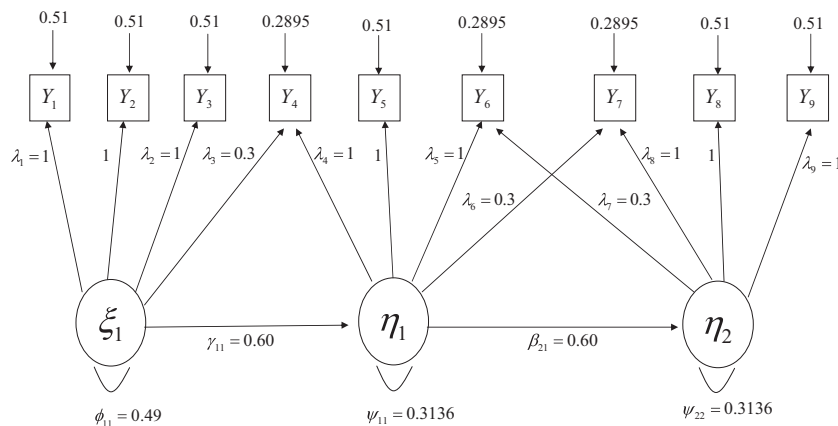 0.51 0.51 0.51 0.2895 0.51 0.2895 0.2895 0.51 0.51
Y₁ Y₂ Y₃ Y₄ Y₅ Y₆ Y₇ Y₈ Y₉
λ₁ = 1 1 λ₂ = 1 λ₃ = 0.3 λ₄ = 1 1 λ₅ = 1 λ₈ = 1 1 λ₉ = 1
λ₆ = 0.3 λ₇ = 0.3
ξ₁ η₁ η₂
γ₁₁ = 0.60 β₂₁ = 0.60
ϕ₁₁ = 0.49 ψ₁₁ = 0.3136 ψ₂₂ = 0.3136